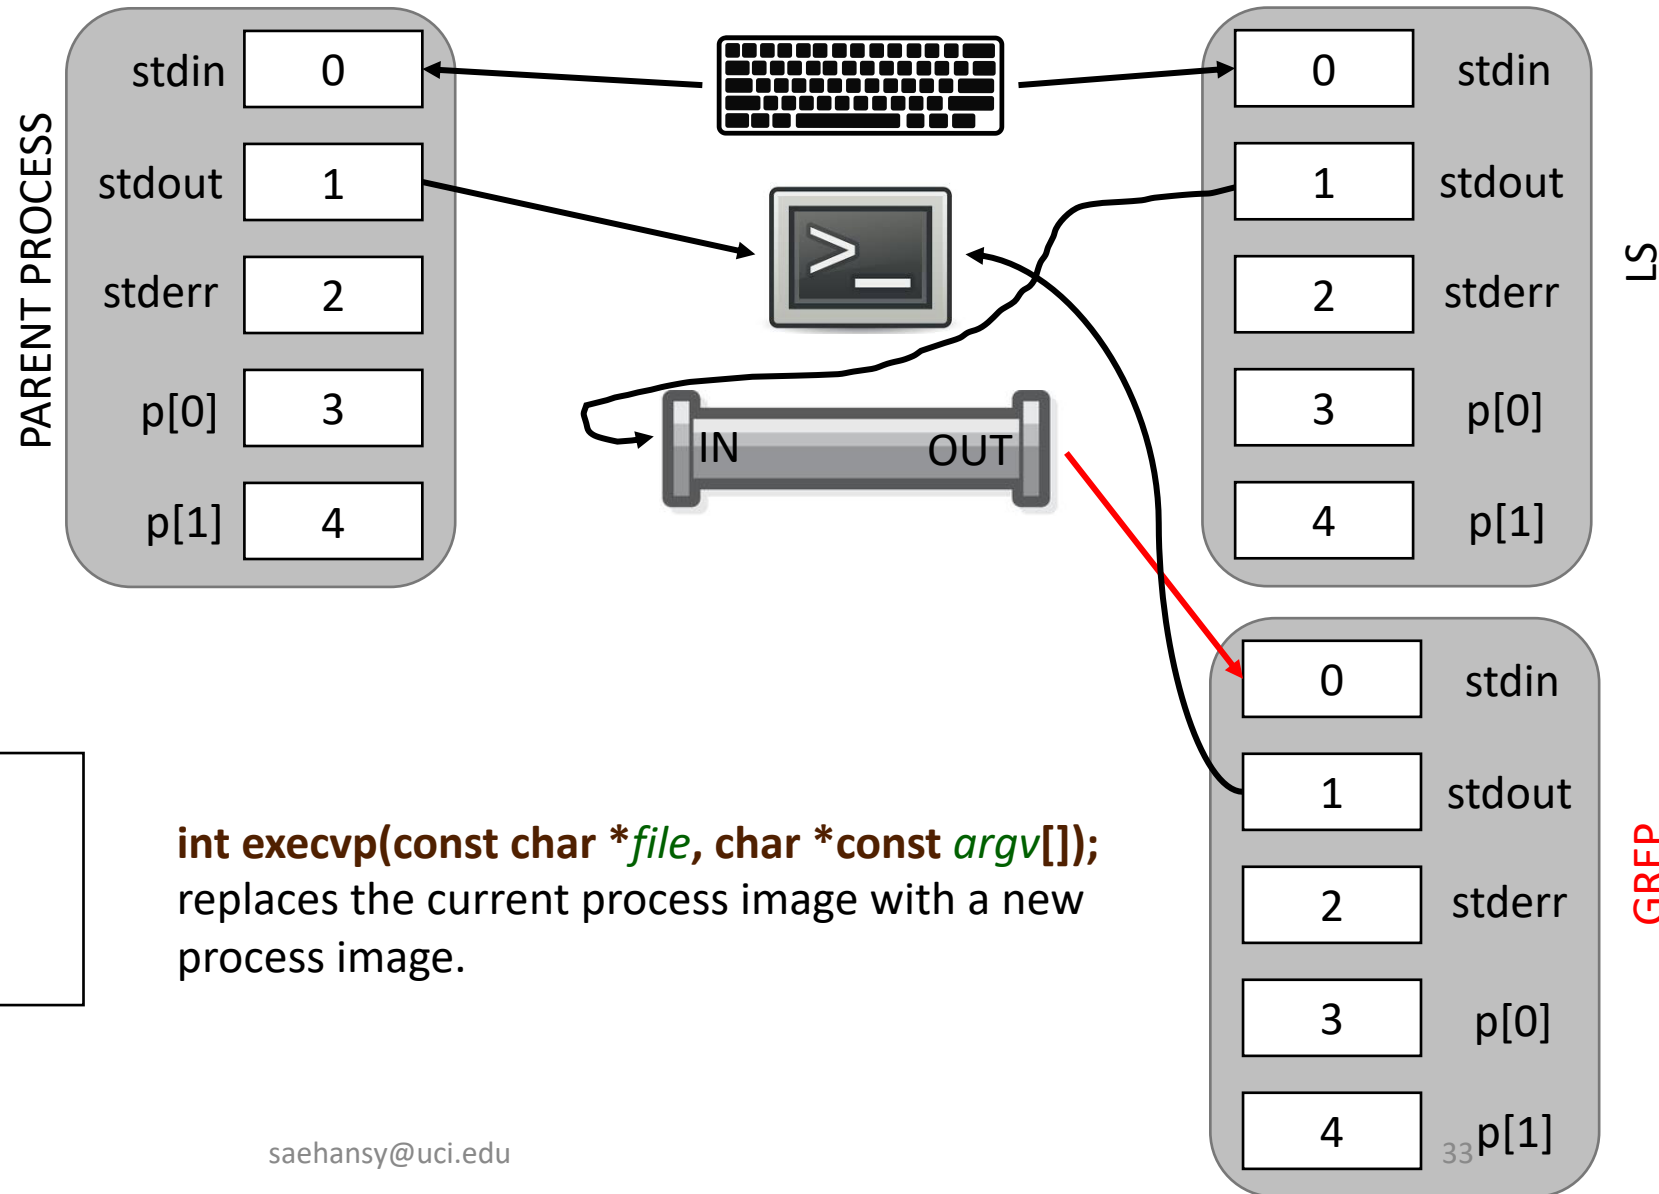 PARENT PROCESS
stdin 0
stdout 1
stderr 2
p[0] 3
p[1] 4
>_
IN OUT
0 stdin
1 stdout
2 stderr
3 p[0]
4 p[1]
LS
0 stdin
1 stdout
2 stderr
3 p[0]
4 p[1]
GREP
int execvp(const char *file, char *const argv[]);
replaces the current process image with a new
process image.
saehansy@uci.edu
33